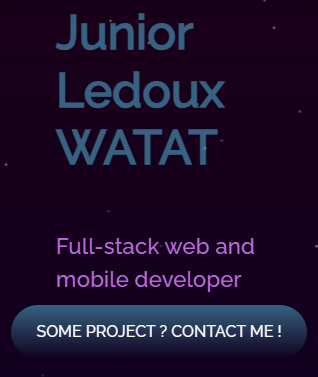 Junior
Ledoux
WATAT
Full-stack web and
mobile developer
SOME PROJECT ? CONTACT ME !